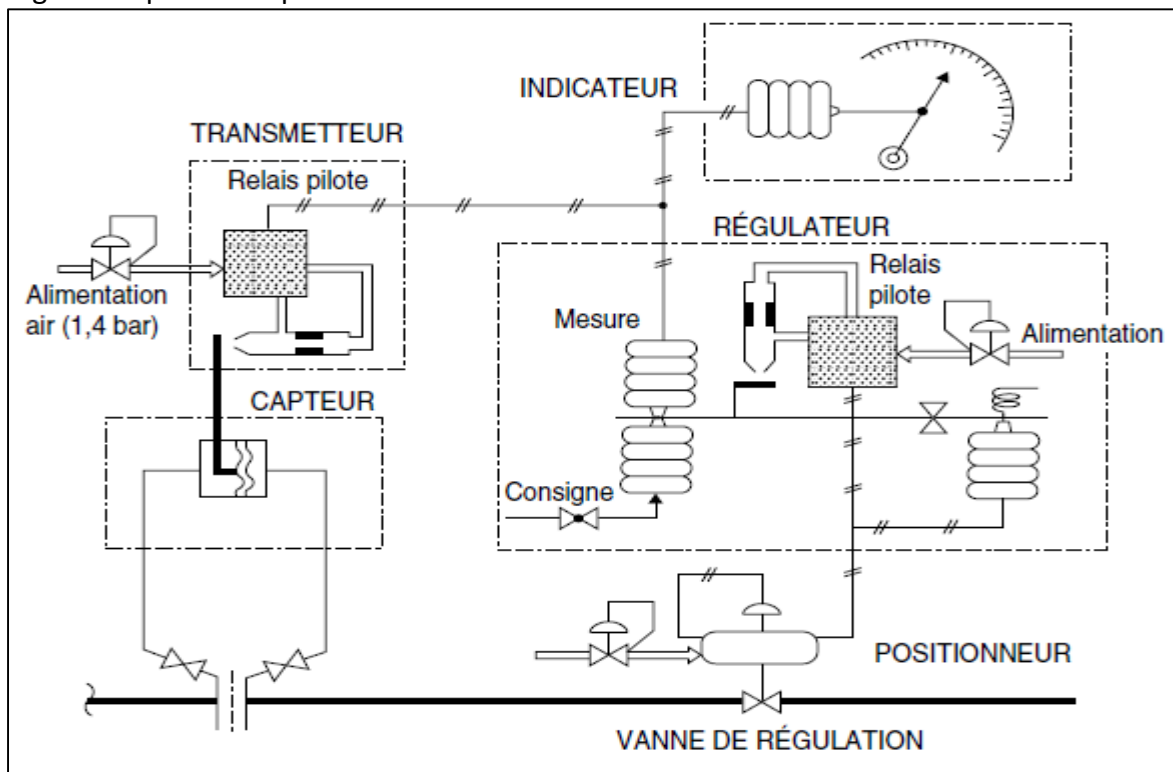 INDICATEUR
TRANSMETTEUR
Relais pilote
RÉGULATEUR
Relais
pilote
Alimentation
air (1,4 bar)
Mesure
Alimentation
CAPTEUR
Consigne
POSITIONNEUR
VANNE DE RÉGULATION